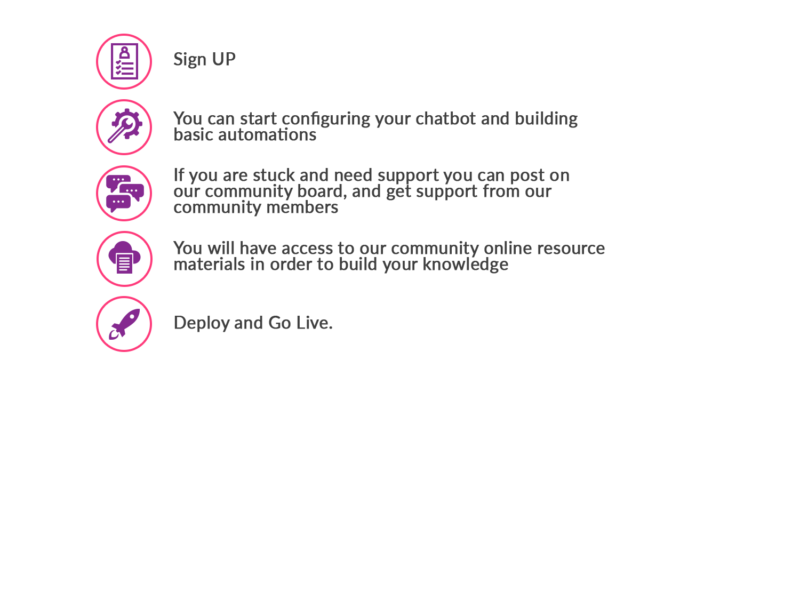 Sign UP
You can start configuring your chatbot and building
basic automations
If you are stuck and need support you can post on
our community board, and get support from our
community members
You will have access to our community online resource
materials in order to build your knowledge
Deploy and Go Live.